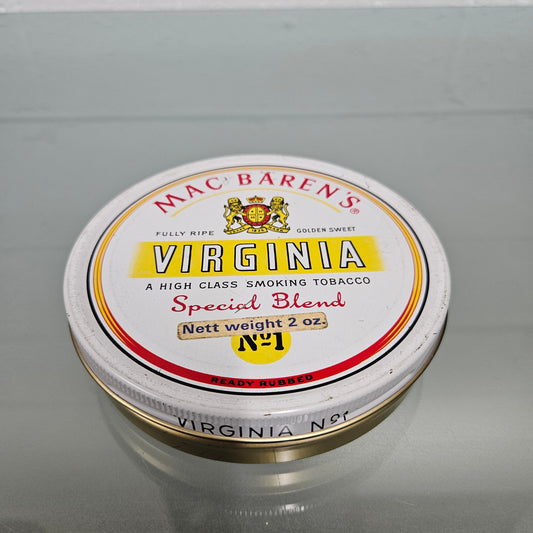 MAC BAREN'S ®
FULLY RIPE GOLDEN SWEET
VIRGINIA
A HIGH CLASS SMOKING TOBACCO
Special Blend
Nett weight 2 oz.
Nº1
READY RUBBED
VIRGINIA Nº1